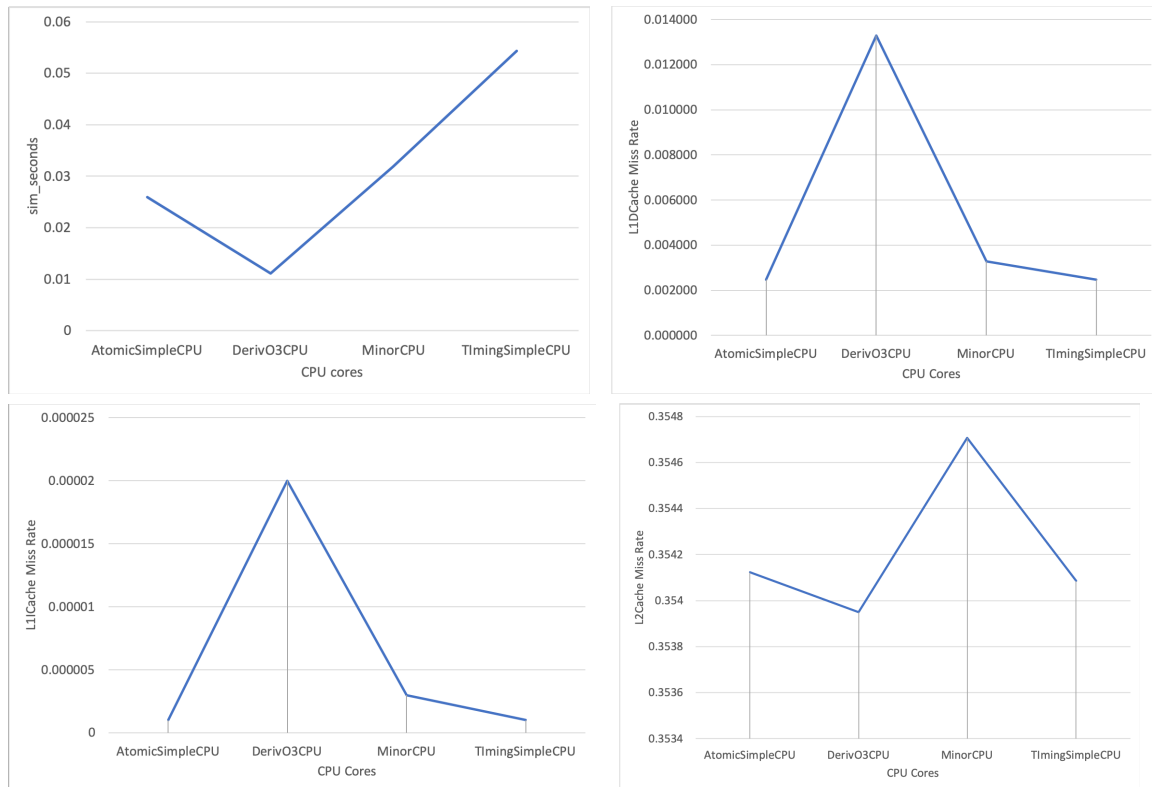 0.06
0.05
0.04
0.03
0.02
0.01
0
sim_seconds
AtomicSimpleCPU DerivO3CPU MinorCPU TImingSimpleCPU
CPU cores
0.014000
0.012000
0.010000
0.008000
0.006000
0.004000
0.002000
0.000000
L1DCache Miss Rate
AtomicSimpleCPU DerivO3CPU MinorCPU TImingSimpleCPU
CPU Cores
0.000025
0.00002
0.000015
0.00001
0.000005
0
L1ICache Miss Rate
AtomicSimpleCPU DerivO3CPU MinorCPU TImingSimpleCPU
CPU Cores
0.3548
0.3546
0.3544
0.3542
0.354
0.3538
0.3536
0.3534
L2Cache Miss Rate
AtomicSimpleCPU DerivO3CPU MinorCPU TImingSimpleCPU
CPU Cores